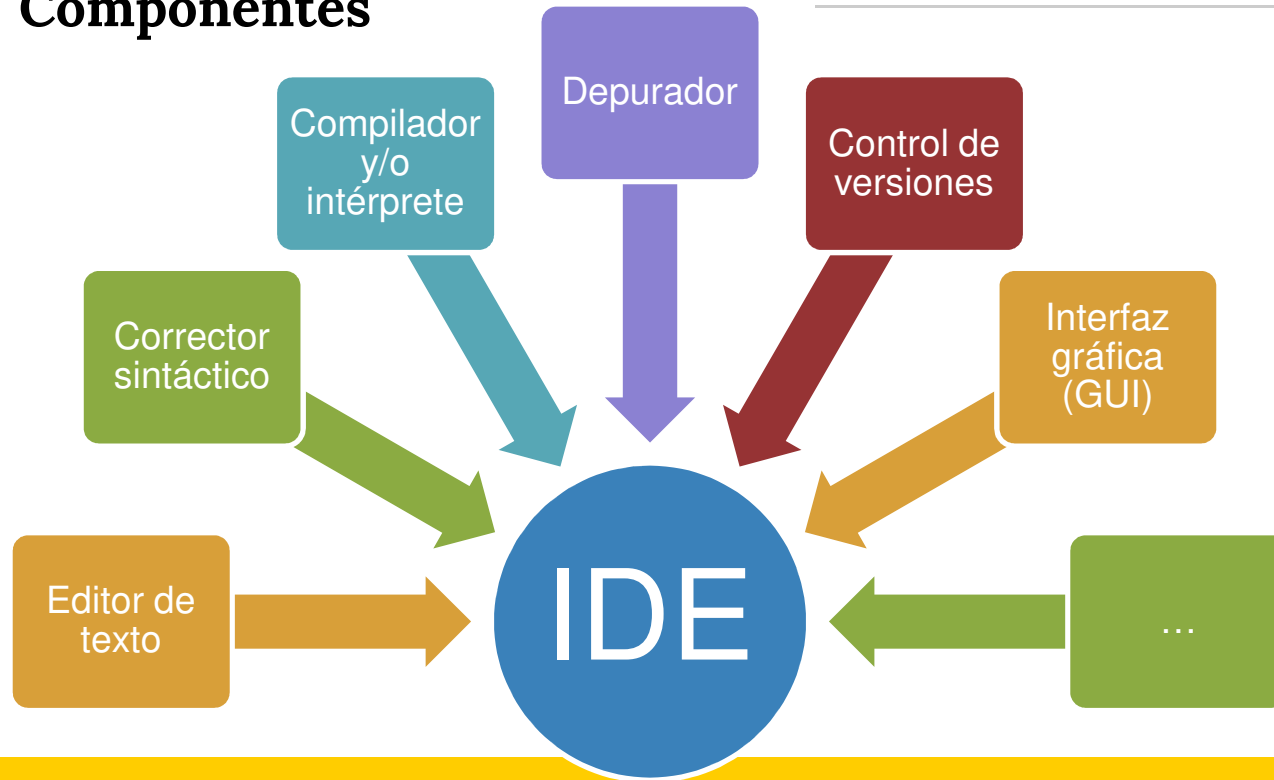 Componentes
Depurador
Compilador
y/o
intérprete
Control de
versiones
Corrector
sintáctico
Interfaz
gráfica
(GUI)
Editor de
texto
IDE
...